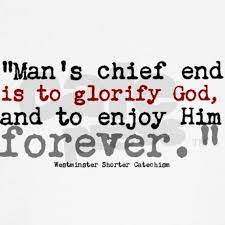 "Man's chief end
is to glorify God,
and to enjoy Him
forever."
Westminster Shorter Catechism